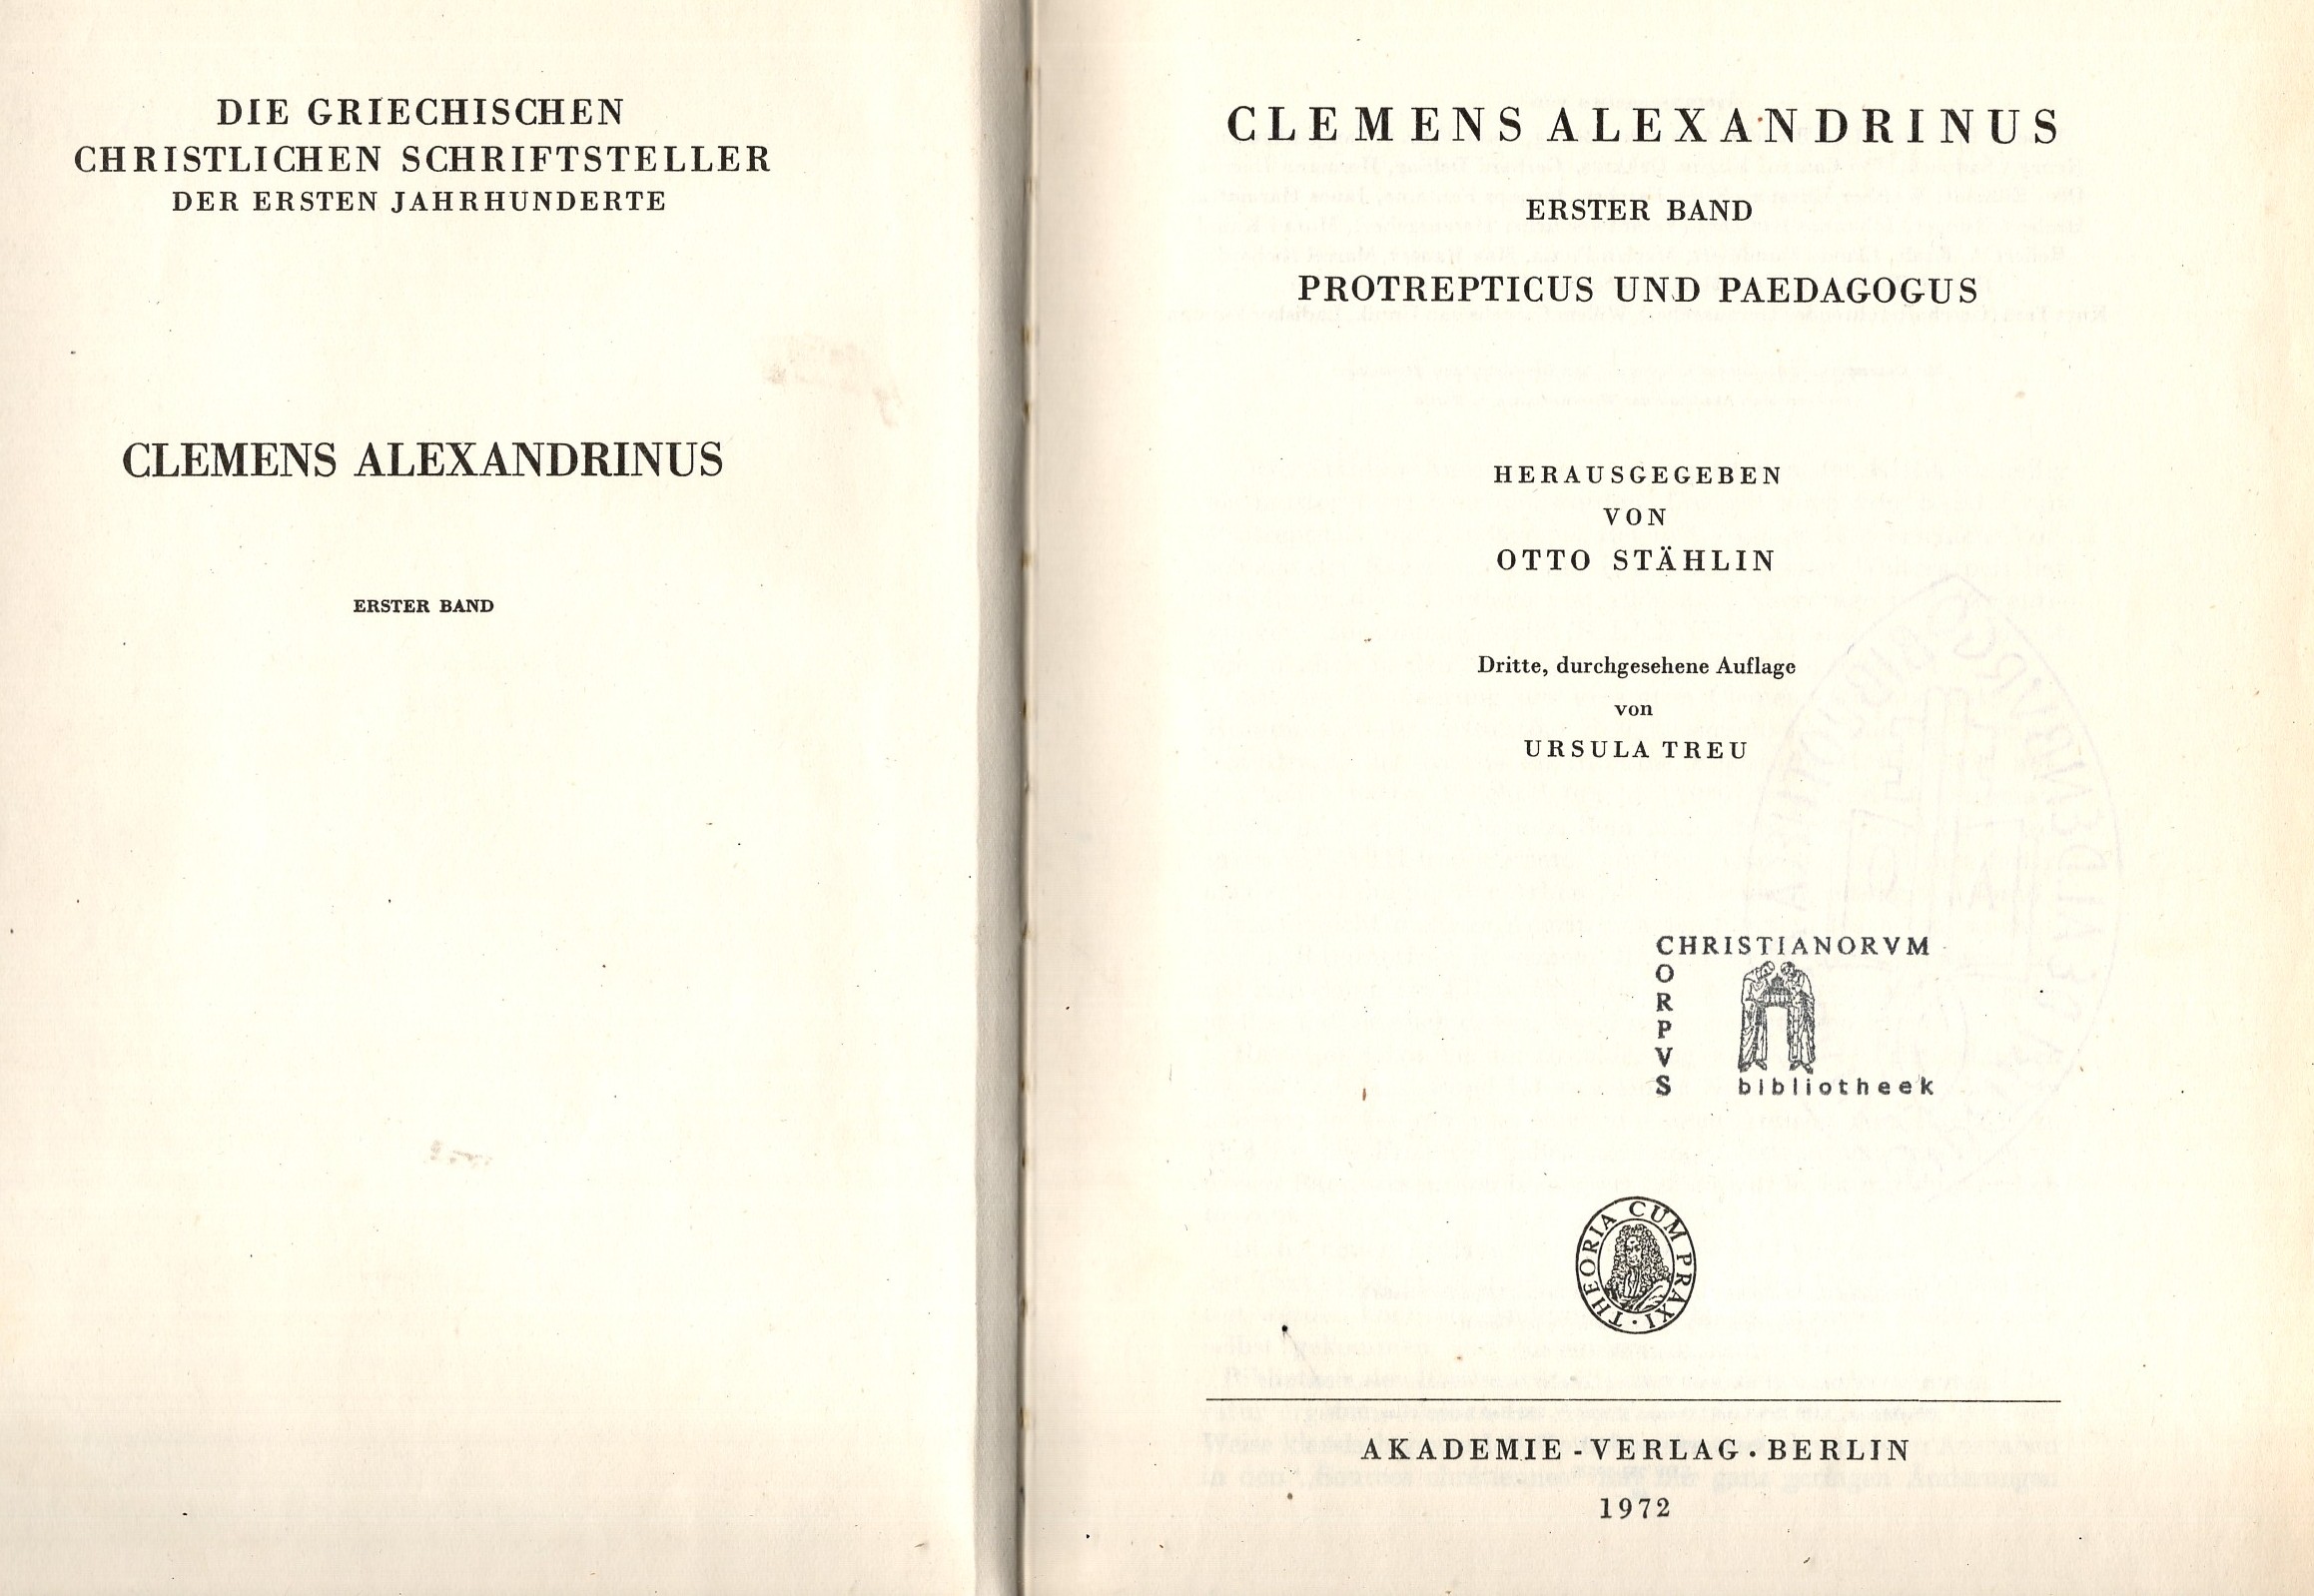 DIE GRIECHISCHEN
CHRISTLICHEN SCHRIFTSTELLER
DER ERSTEN JAHRHUNDERTE
CLEMENS ALEXANDRINUS
ERSTER BAND
CLEMENS ALEXANDRINUS
ERSTER BAND
PROTREPTICUS UND PAEDAGOGUS
HERAUSGEGEBEN
VON
OTTO STÄHLIN
Dritte, durchgesehene Auflage
von
URSULA TREU
CHRISTIANORVM
CORPVS
bibliotheek
THEORIA CUM PRAXI
AKADEMIE-VERLAG · BERLIN
1972